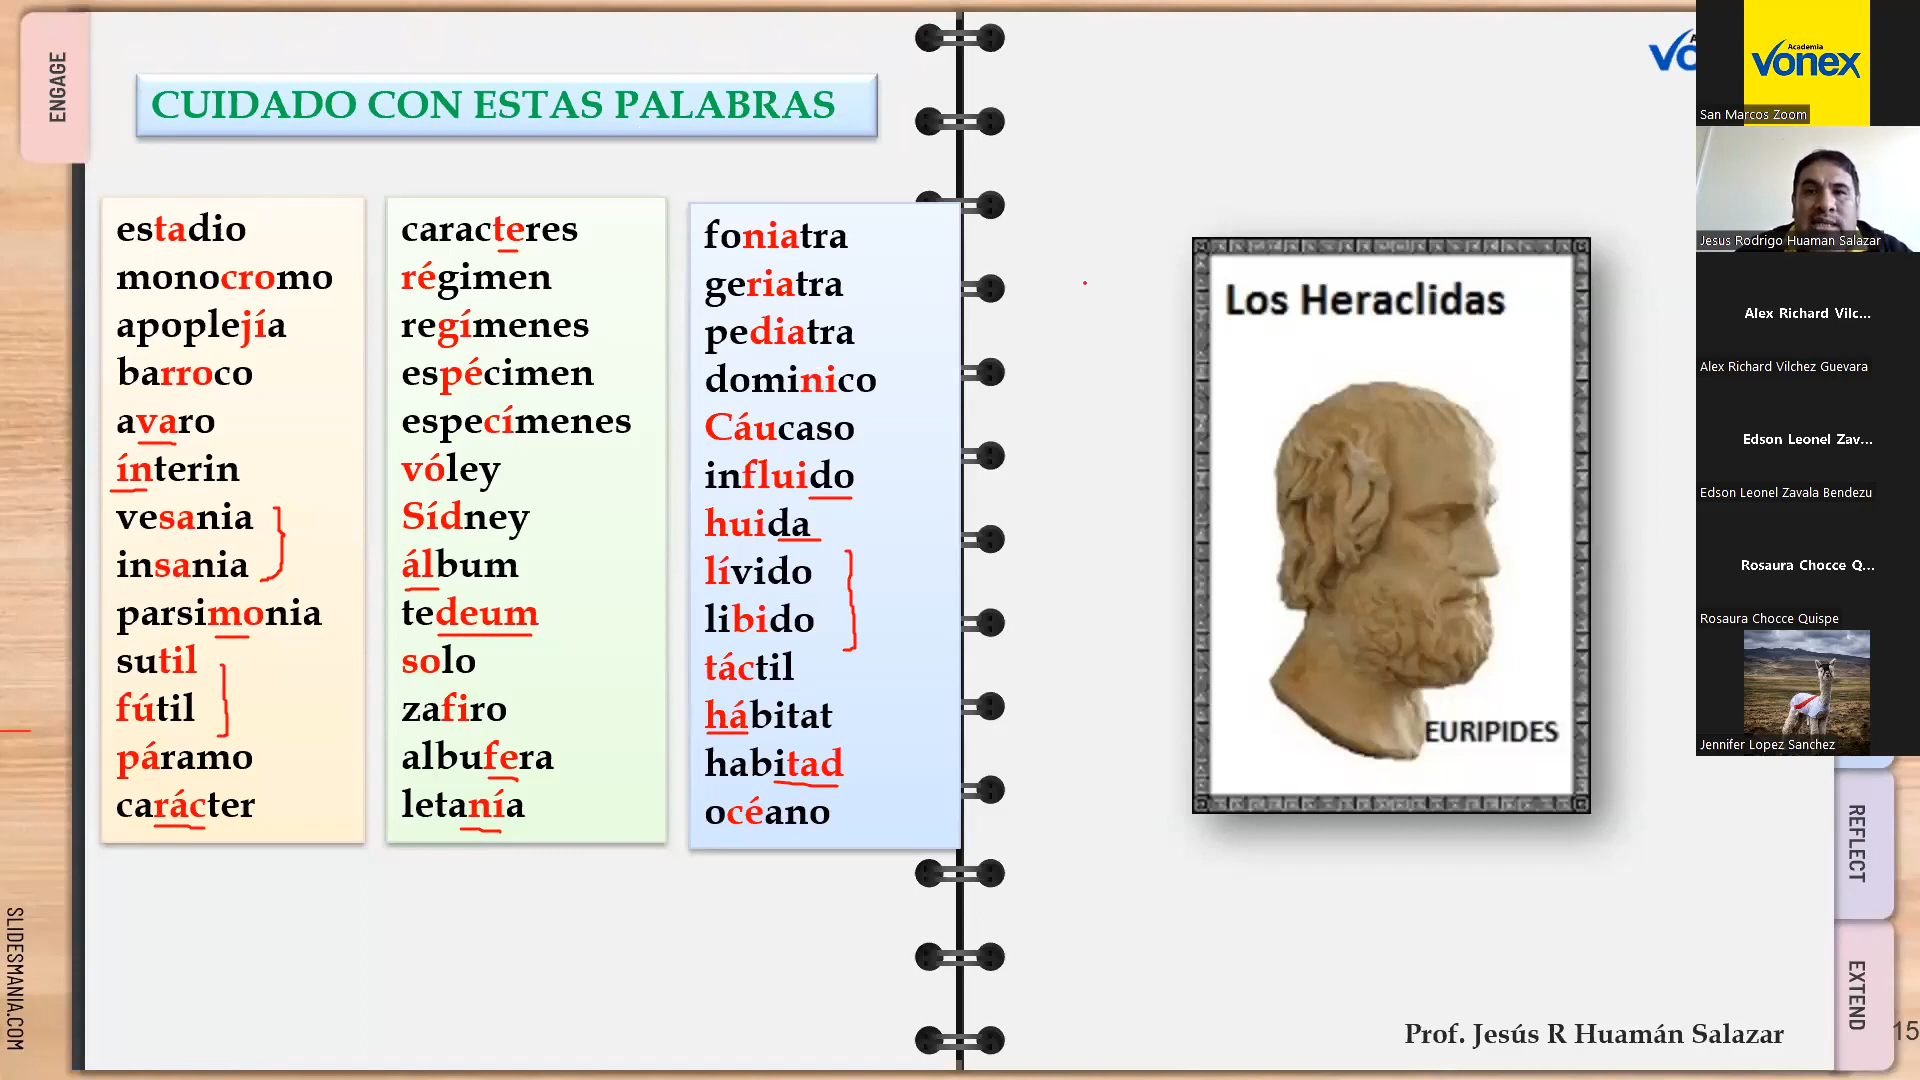 ENGAGE
CUIDADO CON ESTAS PALABRAS
estadio
monocromo
apoplejía
barroco
avaro
ínterin
vesania
insania
parsimonia
sutil
fútil
páramo
carácter
caracteres
régimen
regímenes
espécimen
especímenes
vóley
Sídney
álbum
tedeum
solo
zafiro
albufera
letanía
foniatra
geriatra
pediatra
dominico
Cáucaso
influido
huida
lívido
libido
táctil
hábitat
habitad
océano
Los Heraclidas
EURIPIDES
Prof. Jesús R Huamán Salazar
15
SLIDESMANIA.COM
REFLECT
EXTEND
Academia
vonex
San Marcos Zoom
Jesus Rodrigo Huaman Salazar
Alex Richard Vilc...
Alex Richard Vilchez Guevara
Edson Leonel Zav...
Edson Leonel Zavala Bendezu
Rosaura Chocce Q...
Rosaura Chocce Quispe
Jennifer Lopez Sanchez